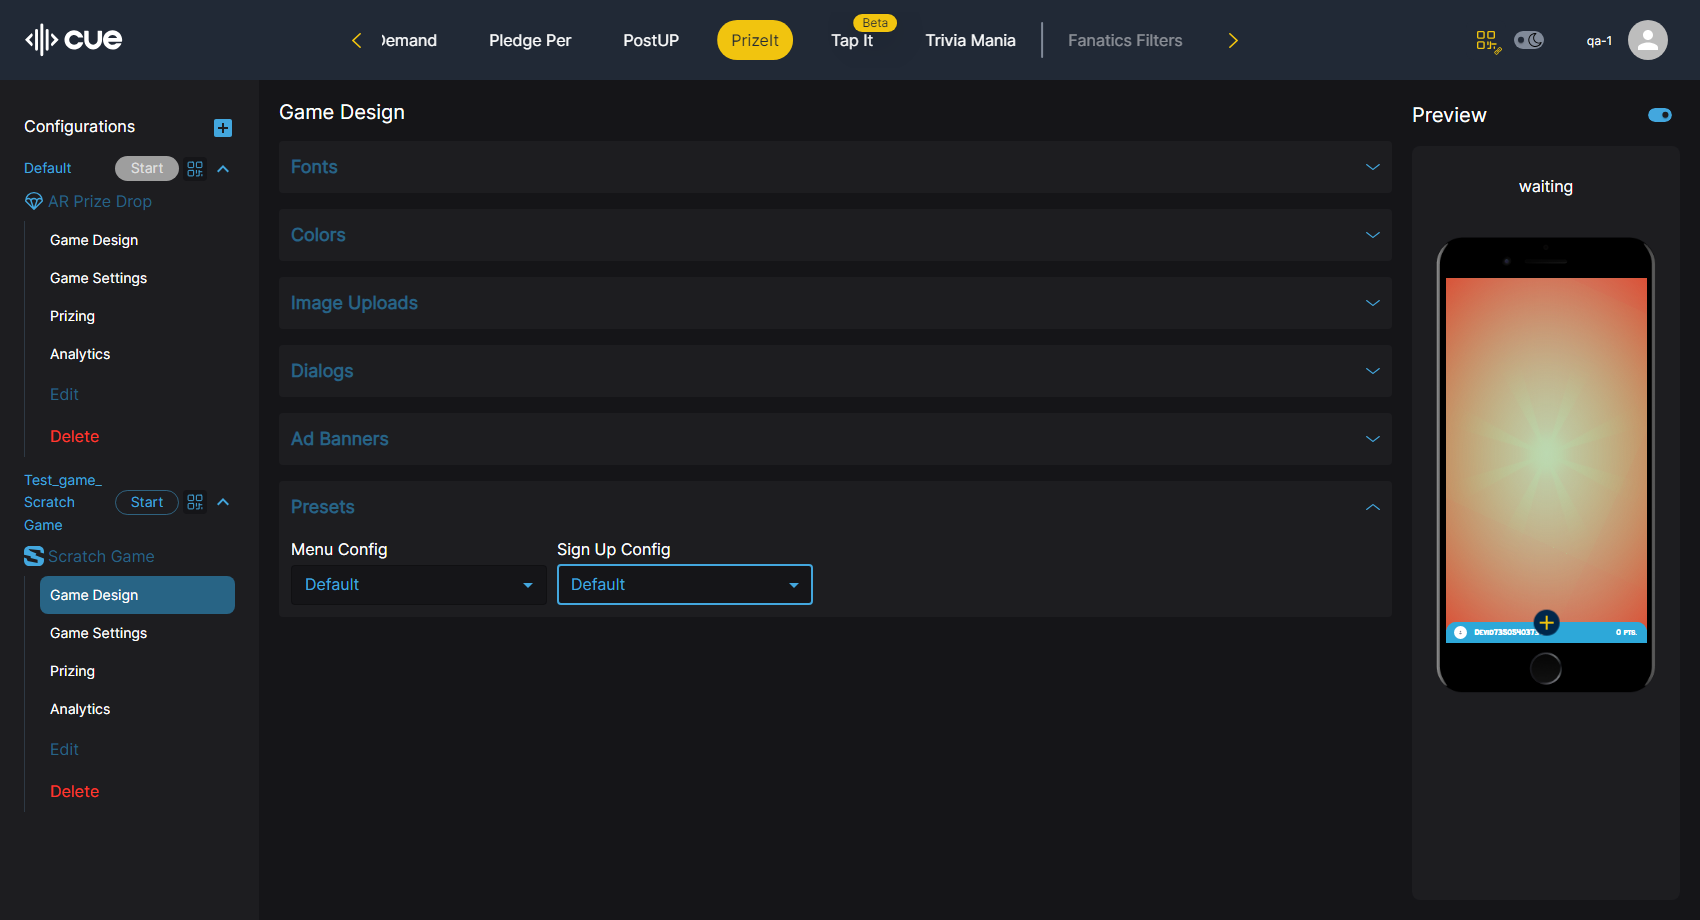 cue
Demand
Pledge Per
PostUP
PrizeIt
Beta
Tap It
Trivia Mania
Fanatics Filters
qa-1
Configurations
Default
Start
AR Prize Drop
Game Design
Game Settings
Prizing
Analytics
Edit
Delete
Test_game_
Scratch
Game
Start
Scratch Game
Game Design
Game Settings
Prizing
Analytics
Edit
Delete
Game Design
Fonts
Colors
Image Uploads
Dialogs
Ad Banners
Presets
Menu Config
Sign Up Config
Default
Default
Preview
waiting
0 PTS.